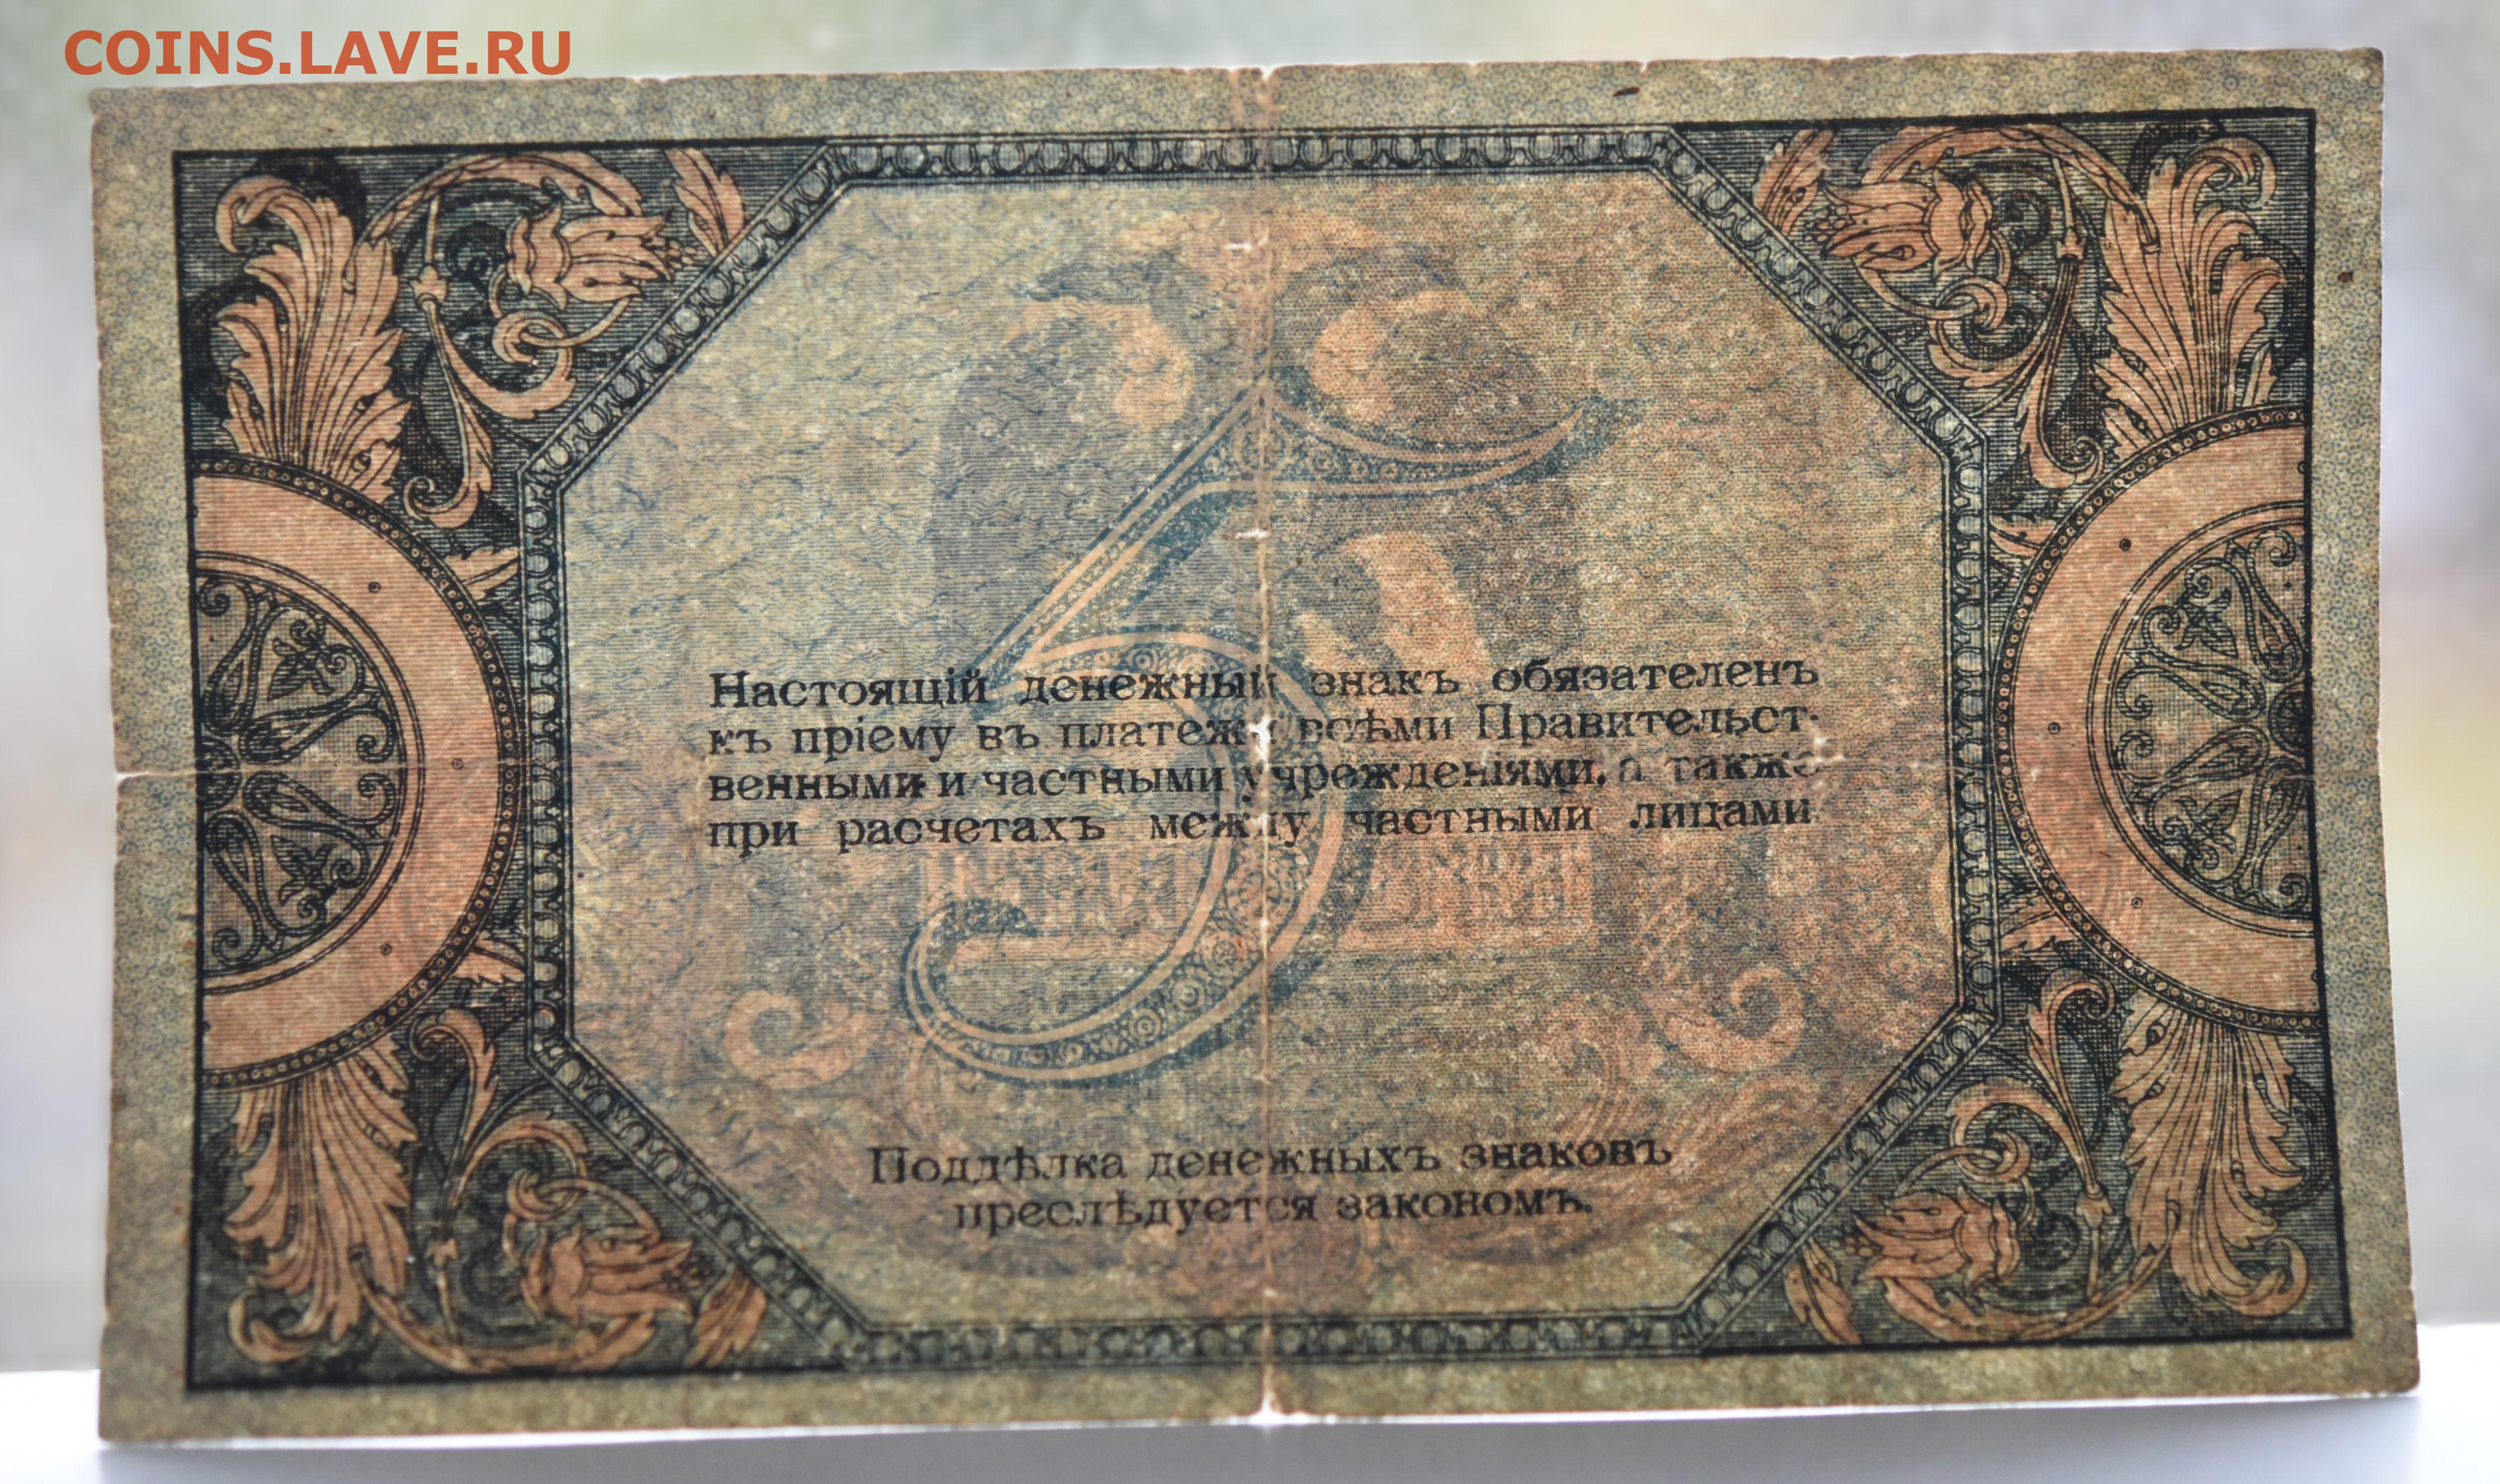 COINS.LAVE.RU
5
Настоящій денежный знакъ обязателенъ
къ пріему въ платежи всѣми Правительст-
венными и частными учрежденіями, а также
при расчетахъ между частными лицами
Поддѣлка денежныхъ знаковъ
преслѣдуется закономъ.